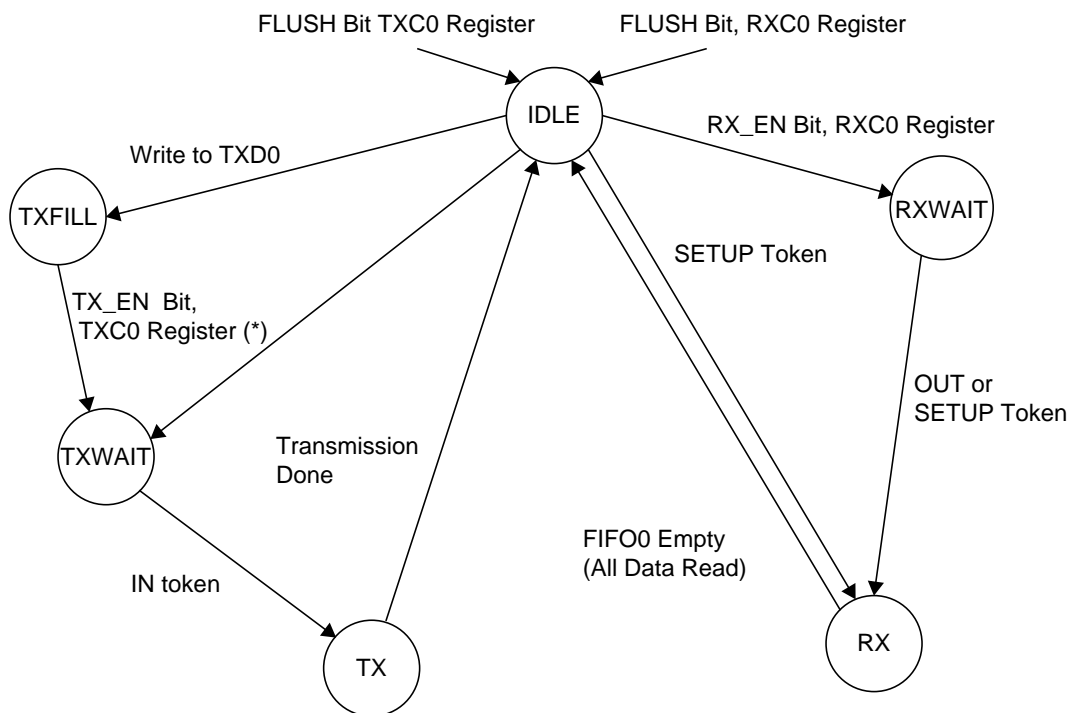 FLUSH Bit TXC0 Register
FLUSH Bit, RXC0 Register
IDLE
RX_EN Bit, RXC0 Register
Write to TXD0
TXFILL
RXWAIT
SETUP Token
TX_EN Bit,
TXC0 Register (*)
OUT or
SETUP Token
TXWAIT
Transmission
Done
FIFO0 Empty
(All Data Read)
IN token
TX
RX